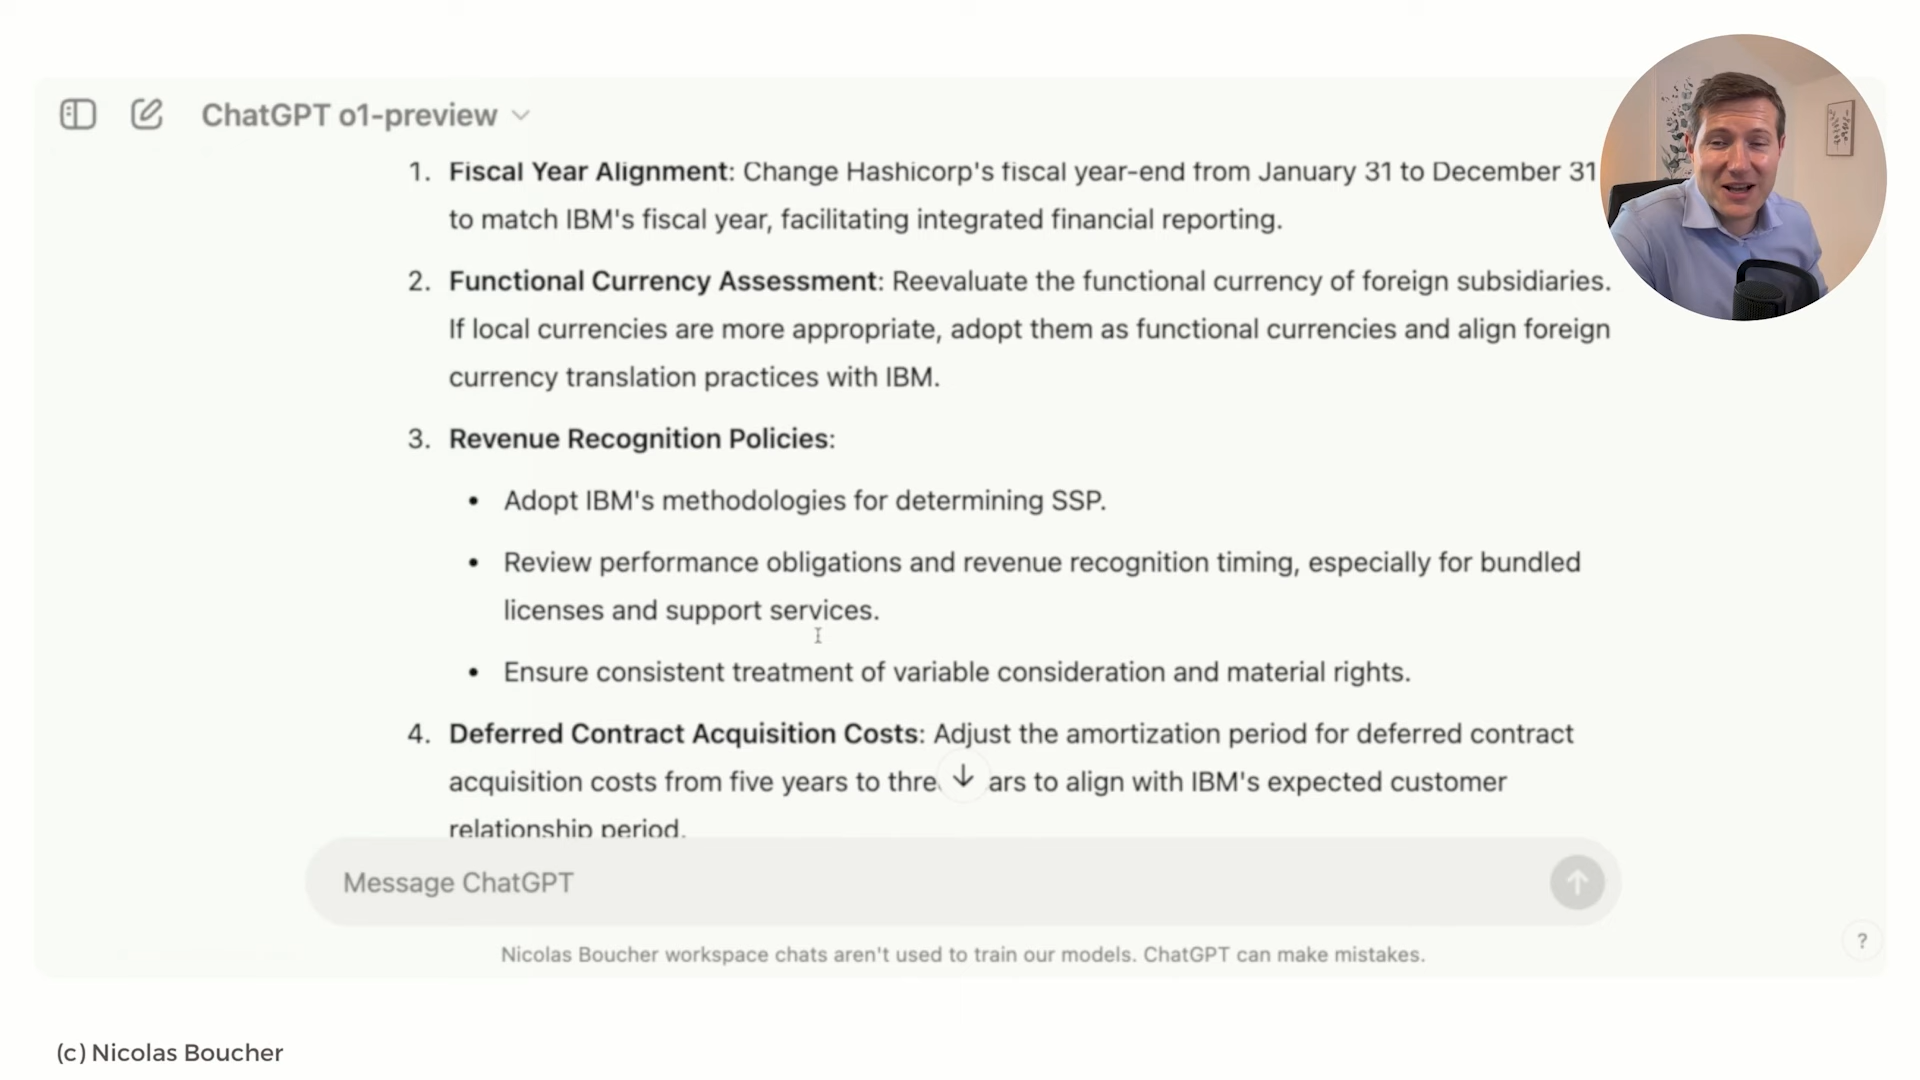 ChatGPT o1-preview
1. Fiscal Year Alignment: Change Hashicorp's fiscal year-end from January 31 to December 31
to match IBM's fiscal year, facilitating integrated financial reporting.
2. Functional Currency Assessment: Reevaluate the functional currency of foreign subsidiaries.
If local currencies are more appropriate, adopt them as functional currencies and align foreign
currency translation practices with IBM.
3. Revenue Recognition Policies:
• Adopt IBM's methodologies for determining SSP.
• Review performance obligations and revenue recognition timing, especially for bundled
licenses and support services.
• Ensure consistent treatment of variable consideration and material rights.
4. Deferred Contract Acquisition Costs: Adjust the amortization period for deferred contract
acquisition costs from five years to thre ars to align with IBM's expected customer
relationship period.
Message ChatGPT
Nicolas Boucher workspace chats aren't used to train our models. ChatGPT can make mistakes.
?
(c) Nicolas Boucher